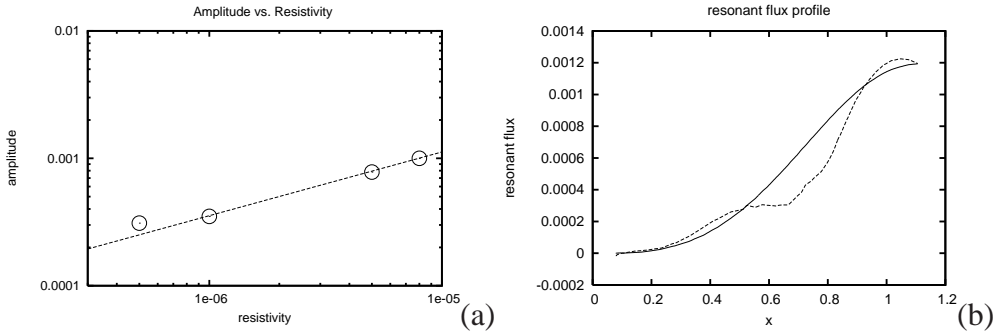 Amplitude vs. Resistivity
0.01
0.001
0.0001
amplitude
1e-06
1e-05
resistivity
(a)
resonant flux profile
0.0014
0.0012
0.001
0.0008
0.0006
0.0004
0.0002
0
-0.0002
resonant flux
0
0.2
0.4
0.6
0.8
1
1.2
x
(b)